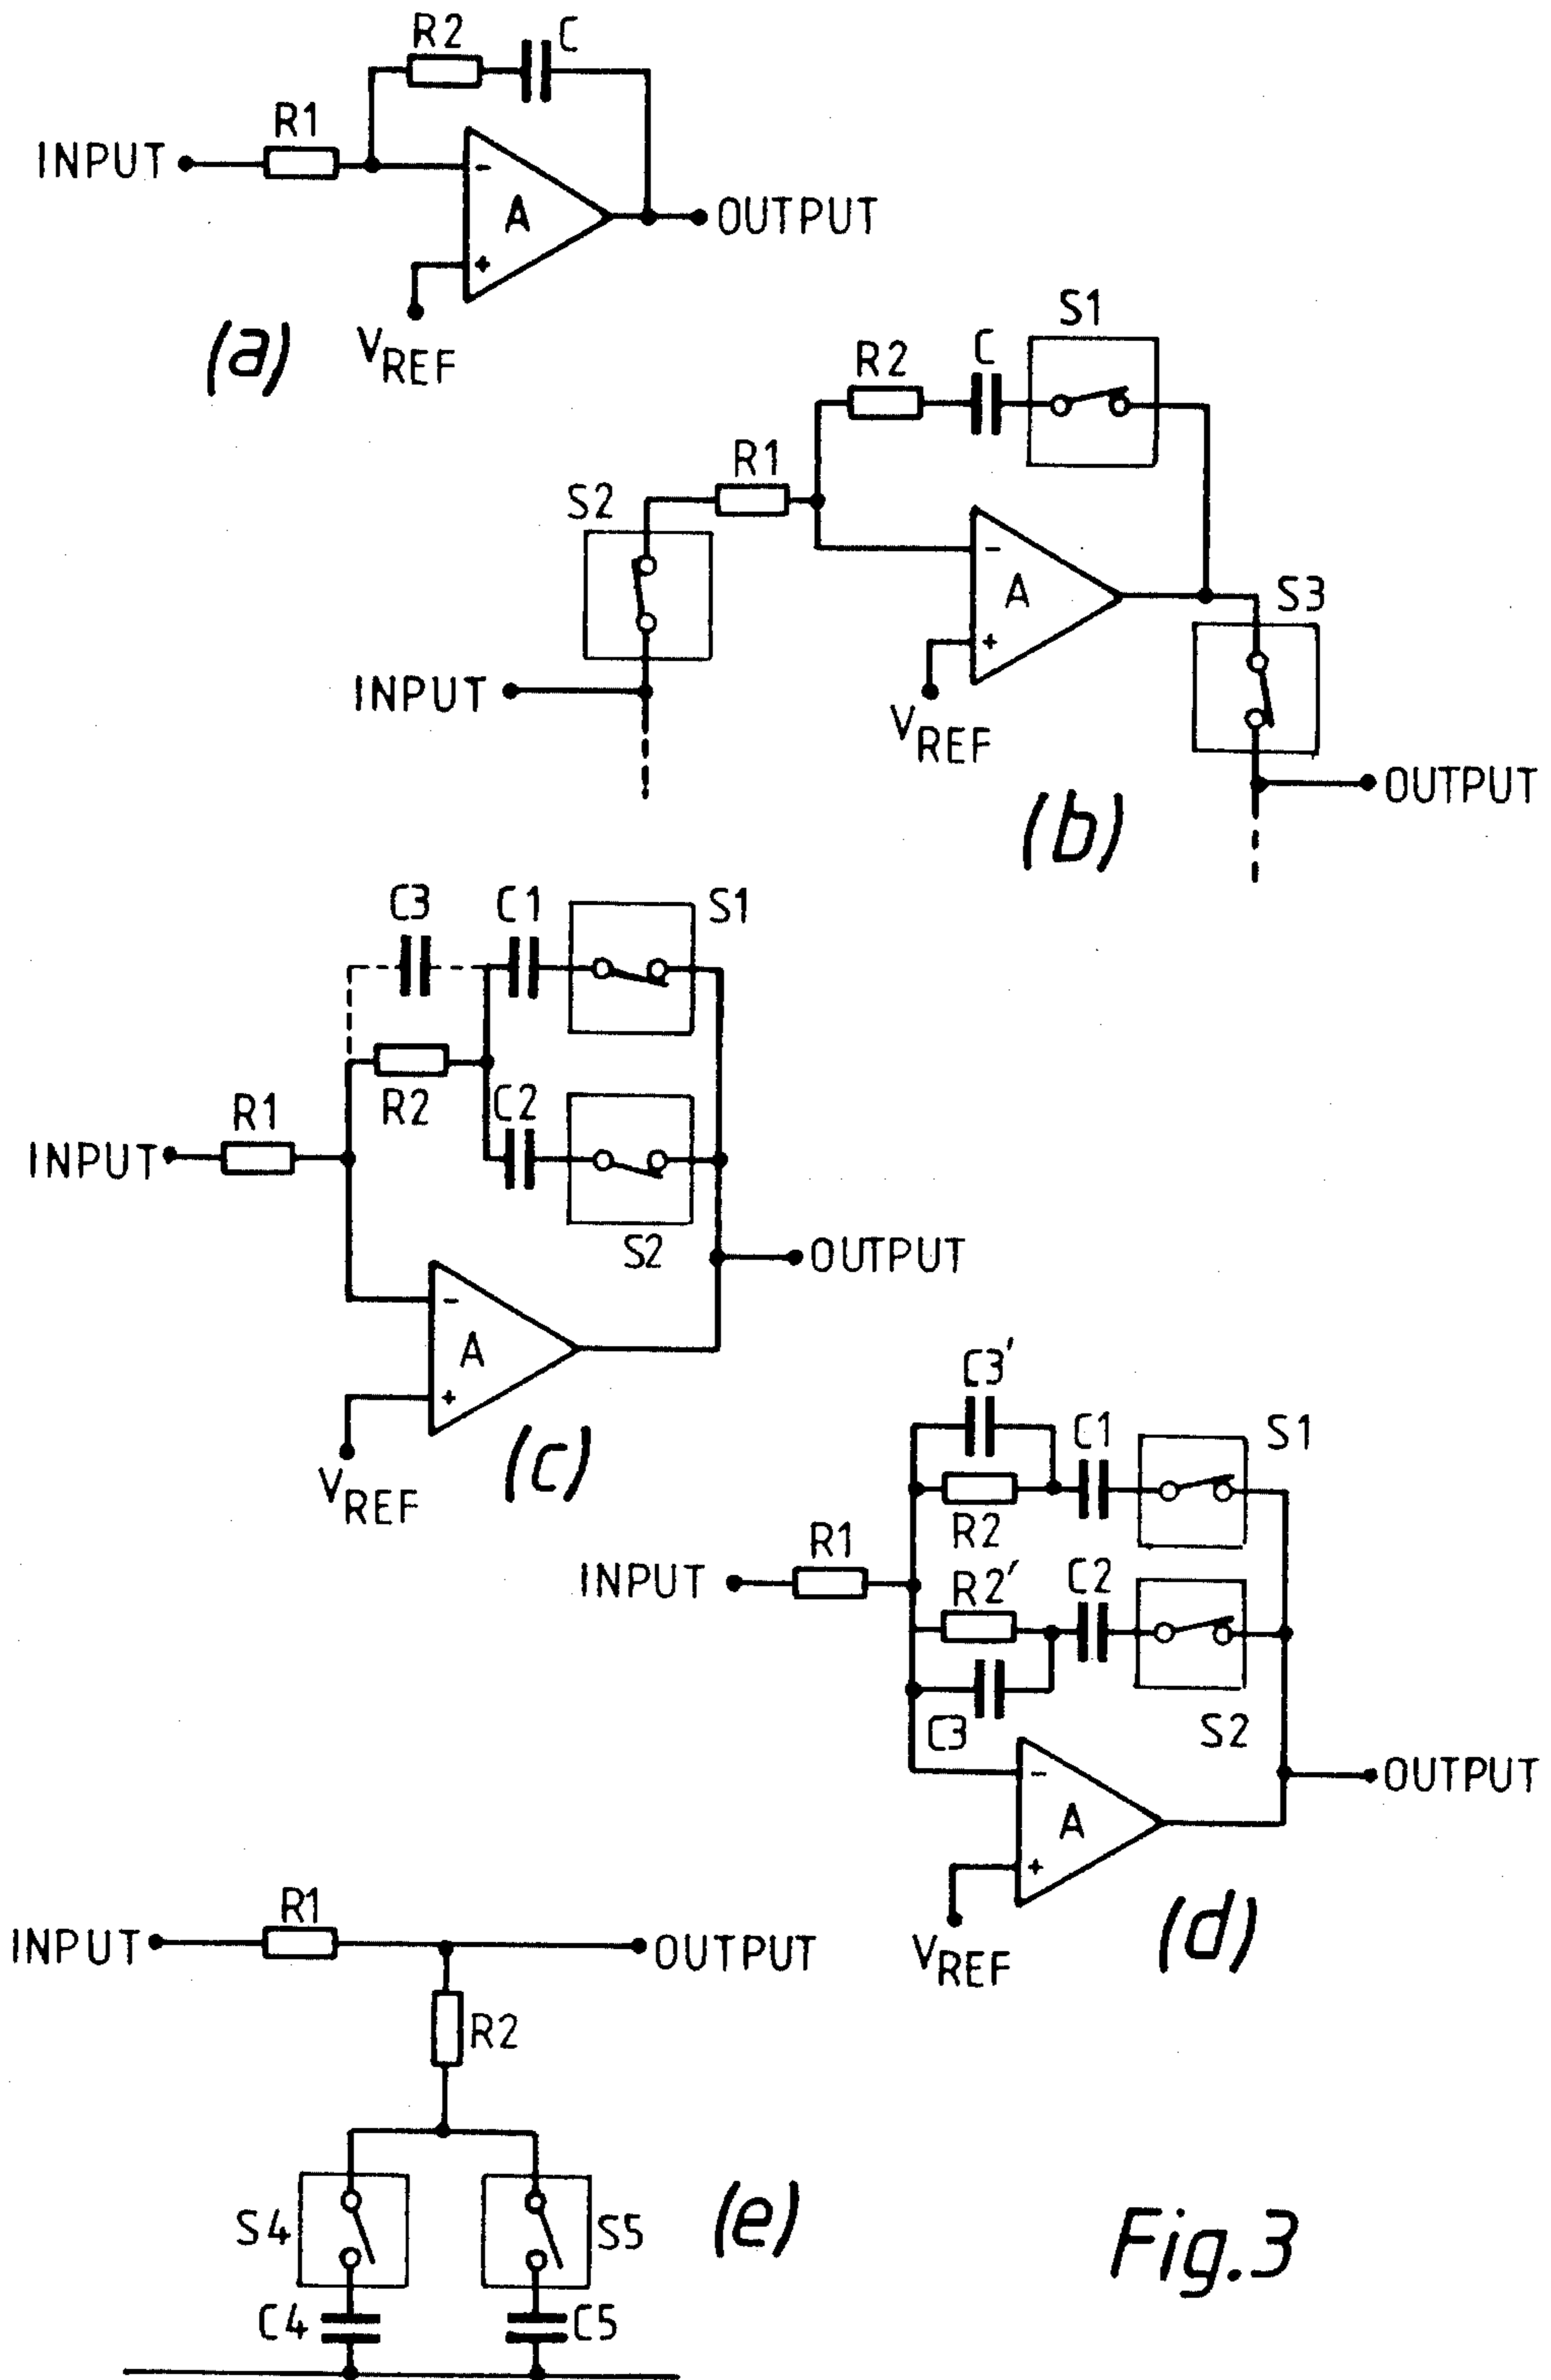 R2 C
R1
INPUT
-
A
OUTPUT
+
VREF
(a)
S1
R2 C
R1
S2
-
A
S3
+
INPUT
VREF
OUTPUT
(b)
C3 C1 S1
R2 C2
R1
INPUT
S2
OUTPUT
-
A
+
VREF
(c)
C3'
C1 S1
R2
R1
INPUT
R2' C2
C3 S2
-
OUTPUT
A
+
VREF
(d)
R1
INPUT
OUTPUT
R2
S4 S5
(e)
C4 C5
Fig.3